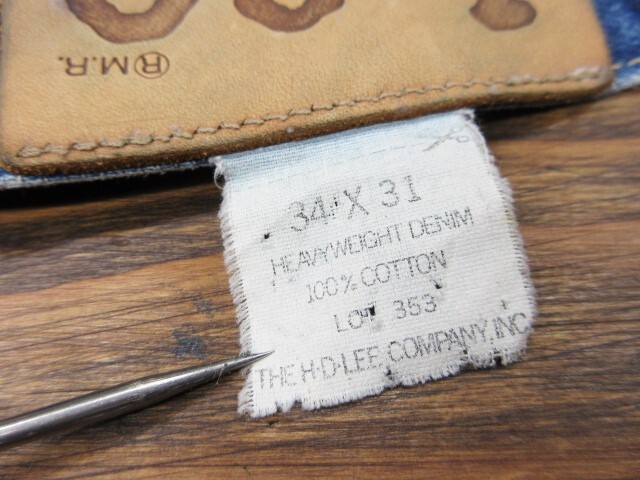 ®M.R.
34 X 31
HEAVYWEIGHT DENIM
100% COTTON
LOT 353
THE H·D·LEE COMPANY, INC